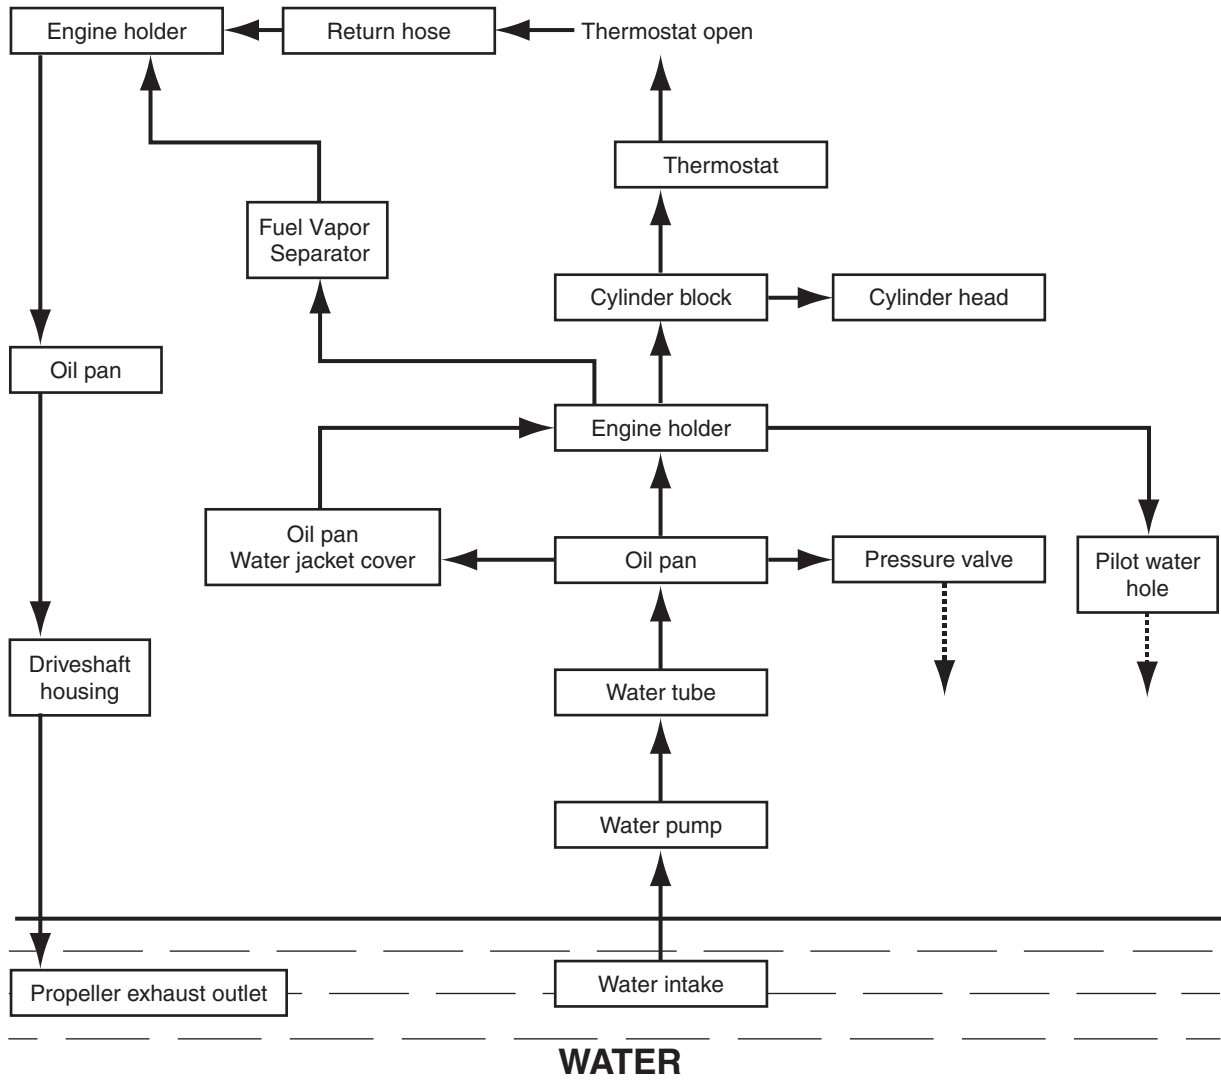 Engine holder
Return hose
Thermostat open
Thermostat
Fuel Vapor
Separator
Cylinder block
Cylinder head
Oil pan
Engine holder
Oil pan
Water jacket cover
Oil pan
Pressure valve
Pilot water
hole
Driveshaft
housing
Water tube
Water pump
Water intake
Propeller exhaust outlet
WATER